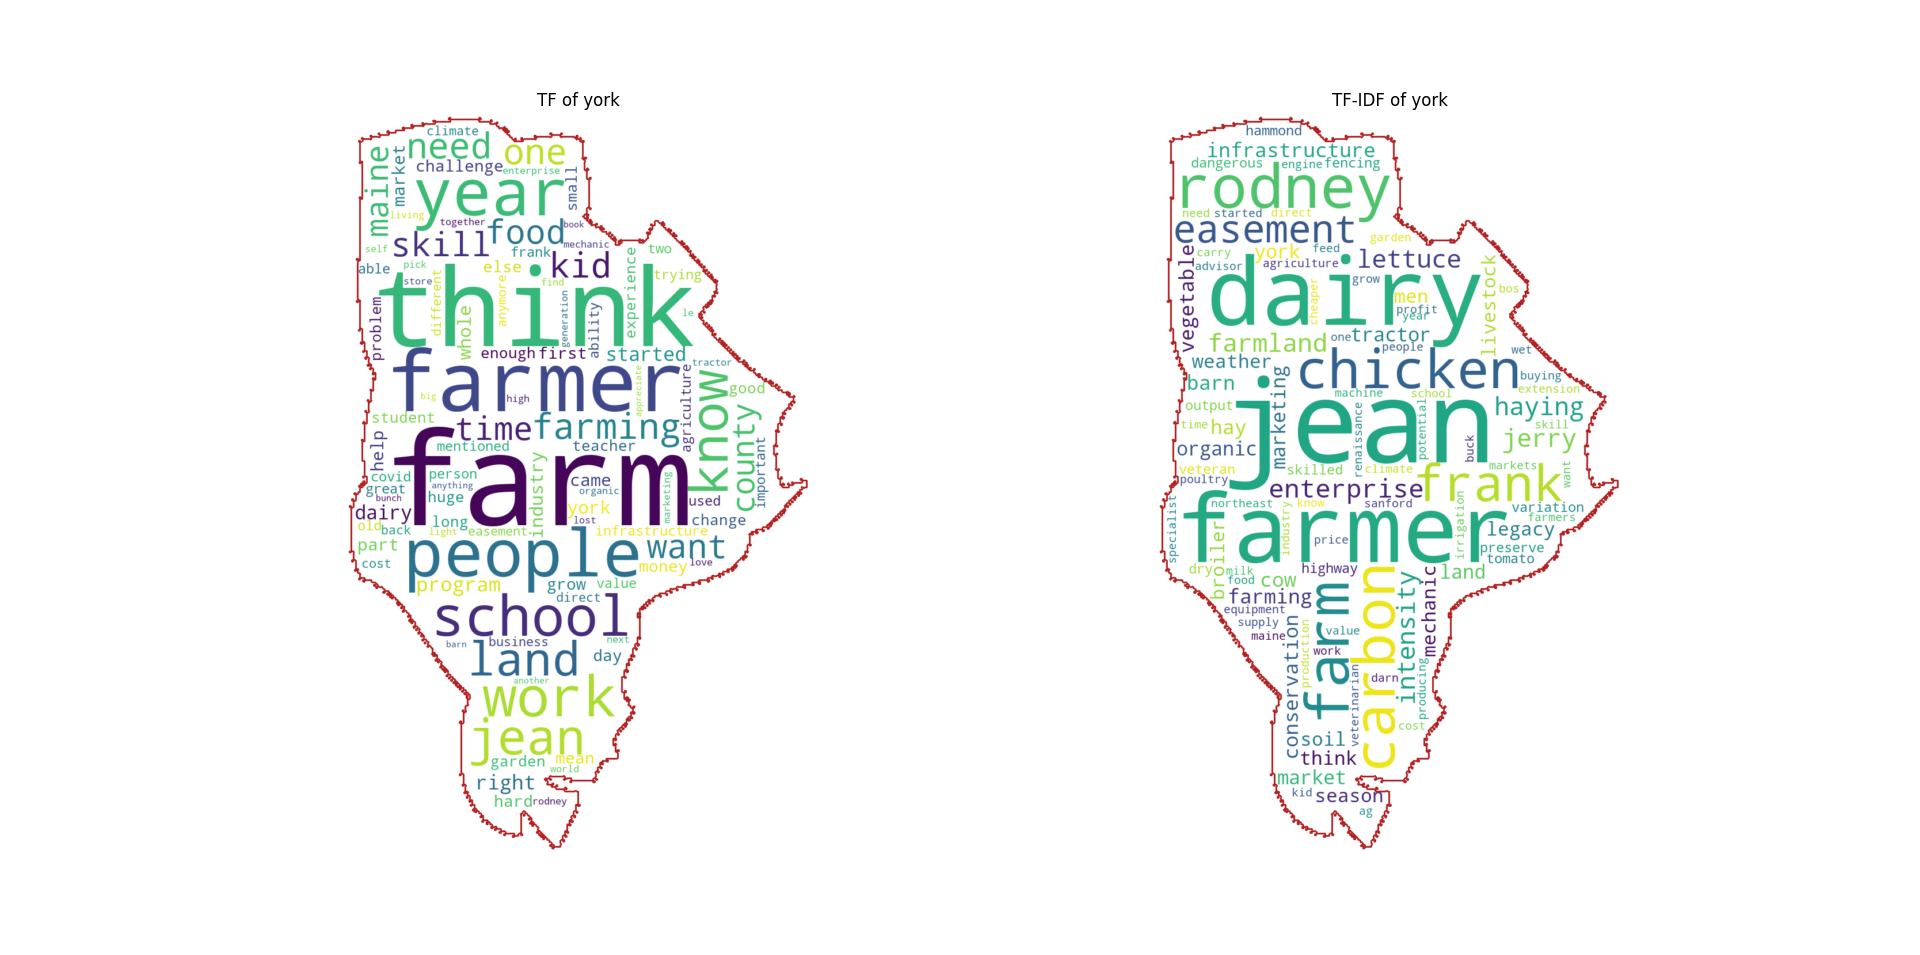 TF of york
climate
need one
maine
market
challenge
enterprise
year
small
living
together
book
skill food
mechanic
self
frank
two
able
pick
else
kid
experience
trying
store
find
different
anymore
think
generation
ability
le
problem
whole
enough first started
tractor
farmer
agriculture
know
good
big
high
appreciate
student
time farming
county
help
mentioned
teacher
important
farm
covid person
industry
came
marketing
great
anything
organic
bunch
huge
used
dairy
york
old
back
long
lost
change
light easement
infrastructure
part
people want
cost
money love
program
grow value
direct
school
barn
business
next
land day
another
work
jean
garden mean
world
right
hard rodney
TF-IDF of york
hammond
infrastructure
dangerous engine fencing
rodney
need started direct
easement
garden
vegetable
carry
york feed
advisor
agriculture
lettuce
livestock
dairy
grow
bos
cheaper
men
profit
year
farmland
one tractor
people
wet
weather
chicken
buying
barn
marketing
machine
school
extension
output
jean
renaissance
potential
haying
time hay
skill
organic
buck
jerry
veteran
skilled
climate
markets
want
poultry
enterprise
frank
specialist
northeast
know
sanford
irrigation
variation
farmers
farmer
broiler
industry
price
legacy
preserve
tomato
dry milk
highway
land
food cow
farm
carbon
intensity
mechanic
farming
equipment
supply
value
maine
conservation
production
work
veterinarian
darn
producing
cost
soil
think
market
kid season
ag